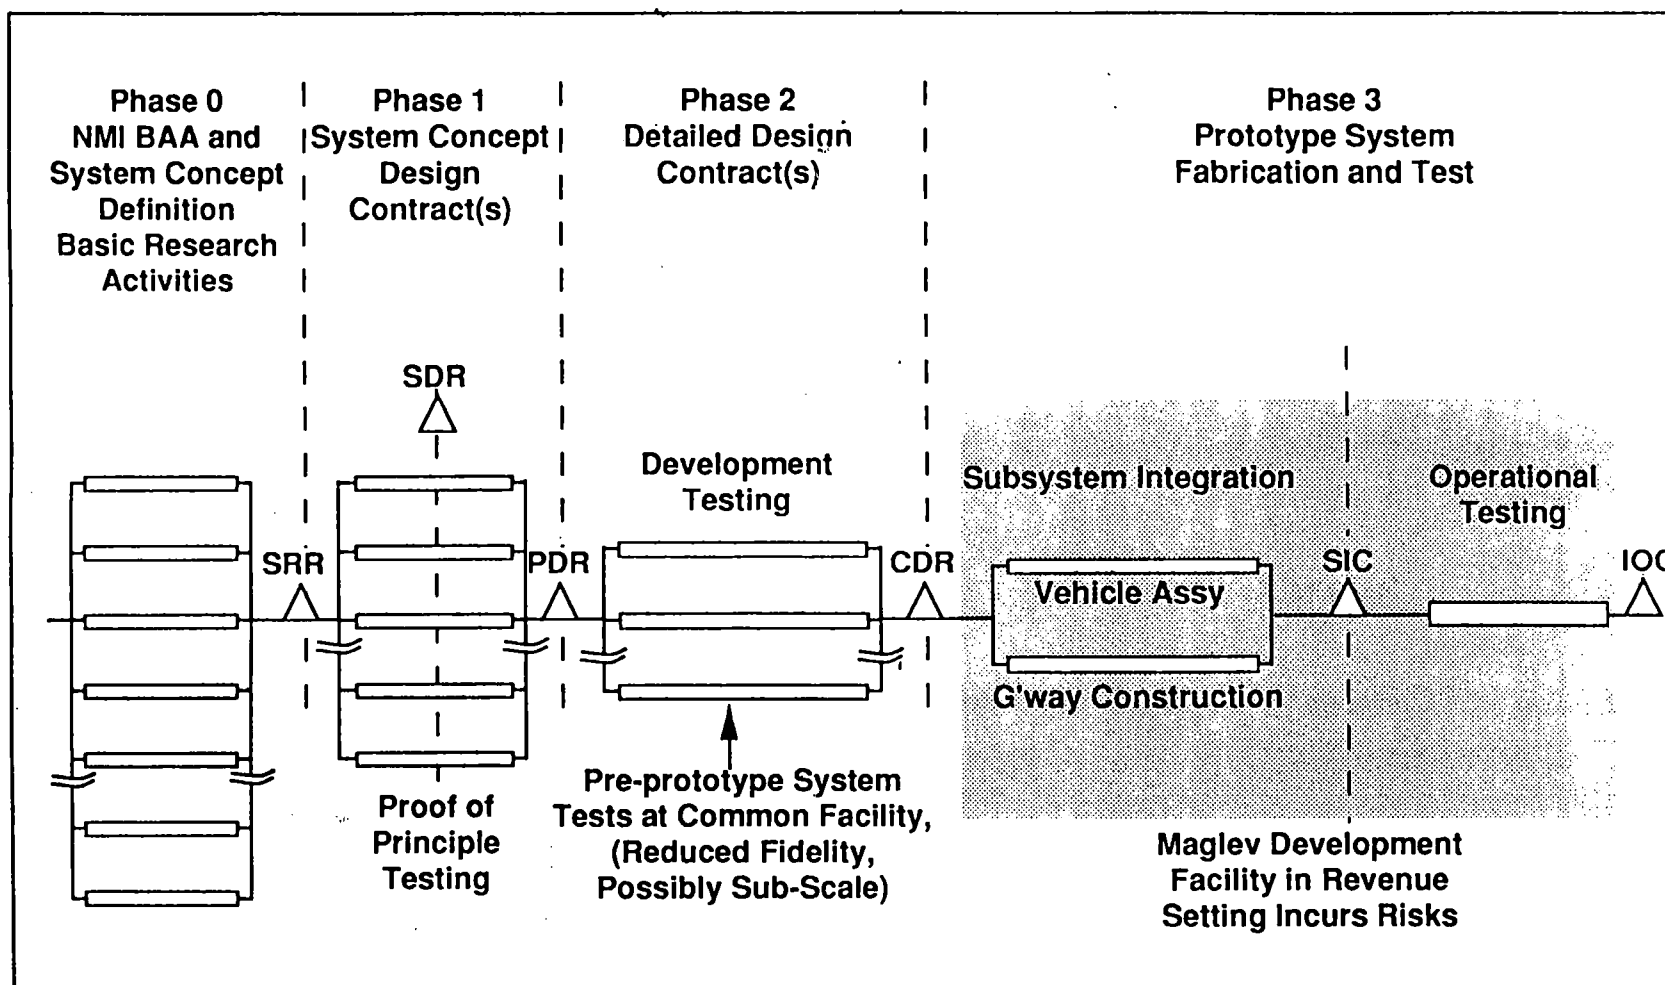 Phase 0
NMI BAA and
System Concept
Definition
Basic Research
Activities
Phase 1
System Concept
Design
Contract(s)
Phase 2
Detailed Design
Contract(s)
Phase 3
Prototype System
Fabrication and Test
SDR
Development
Testing
Subsystem Integration
Operational
Testing
SRR
PDR
CDR
SIC
IOC
Vehicle Assy
G'way Construction
Proof of
Principle
Testing
Pre-prototype System
Tests at Common Facility,
(Reduced Fidelity,
Possibly Sub-Scale)
Maglev Development
Facility in Revenue
Setting Incurs Risks